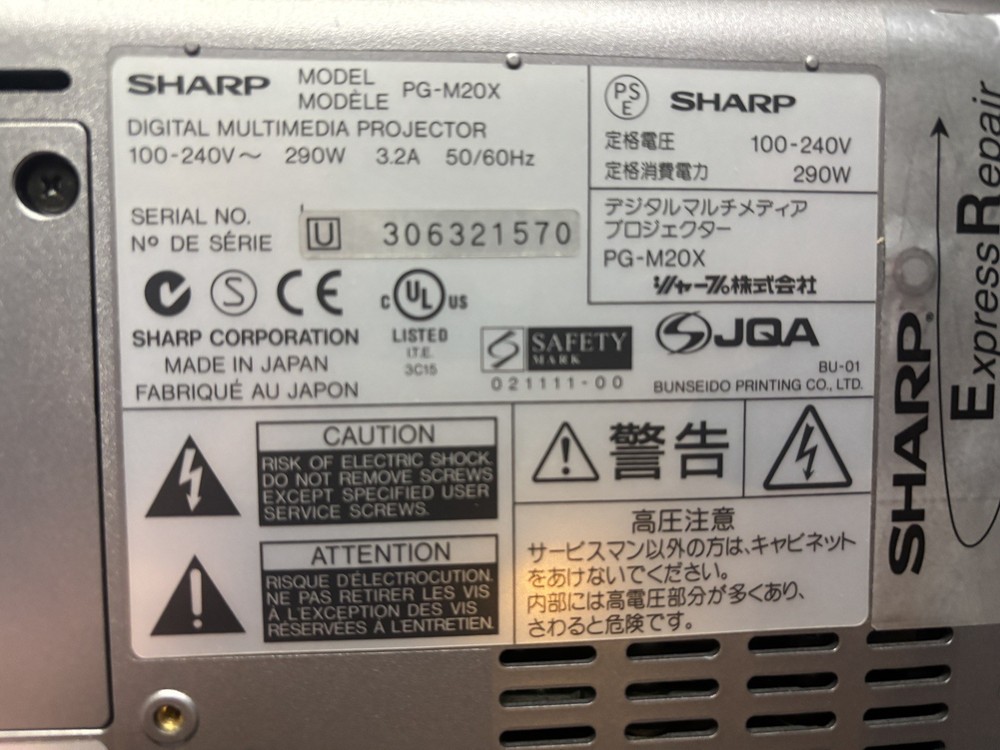 SHARP
MODEL
MODÈLE PG-M20X
DIGITAL MULTIMEDIA PROJECTOR
100-240V～ 290W 3.2A 50/60Hz
SERIAL NO.
Nº DE SÉRIE
U 306321570
C UL US
LISTED
I.T.E.
3C15
SHARP CORPORATION
MADE IN JAPAN
FABRIQUÉ AU JAPON
S
CE
SAFETY
MARK
021111-00
PS
E
SHARP
定格電圧 100-240V
定格消費電力 290W
デジタルマルチメディア
プロジェクター
PG-M20X
シャープ株式会社
JQA
BU-01
BUNSEIDO PRINTING CO., LTD.
CAUTION
RISK OF ELECTRIC SHOCK.
DO NOT REMOVE SCREWS
EXCEPT SPECIFIED USER
SERVICE SCREWS.
ATTENTION
RISQUE D'ÉLECTROCUTION.
NE PAS RETIRER LES VIS
À L'EXCEPTION DES VIS
RÉSERVÉES À L'ENTRETIEN.
警告
高圧注意
サービスマン以外の方は、キャビネット
をあけないでください。
内部には高電圧部分が多くあり、
さわると危険です。
SHARP
Express Repair